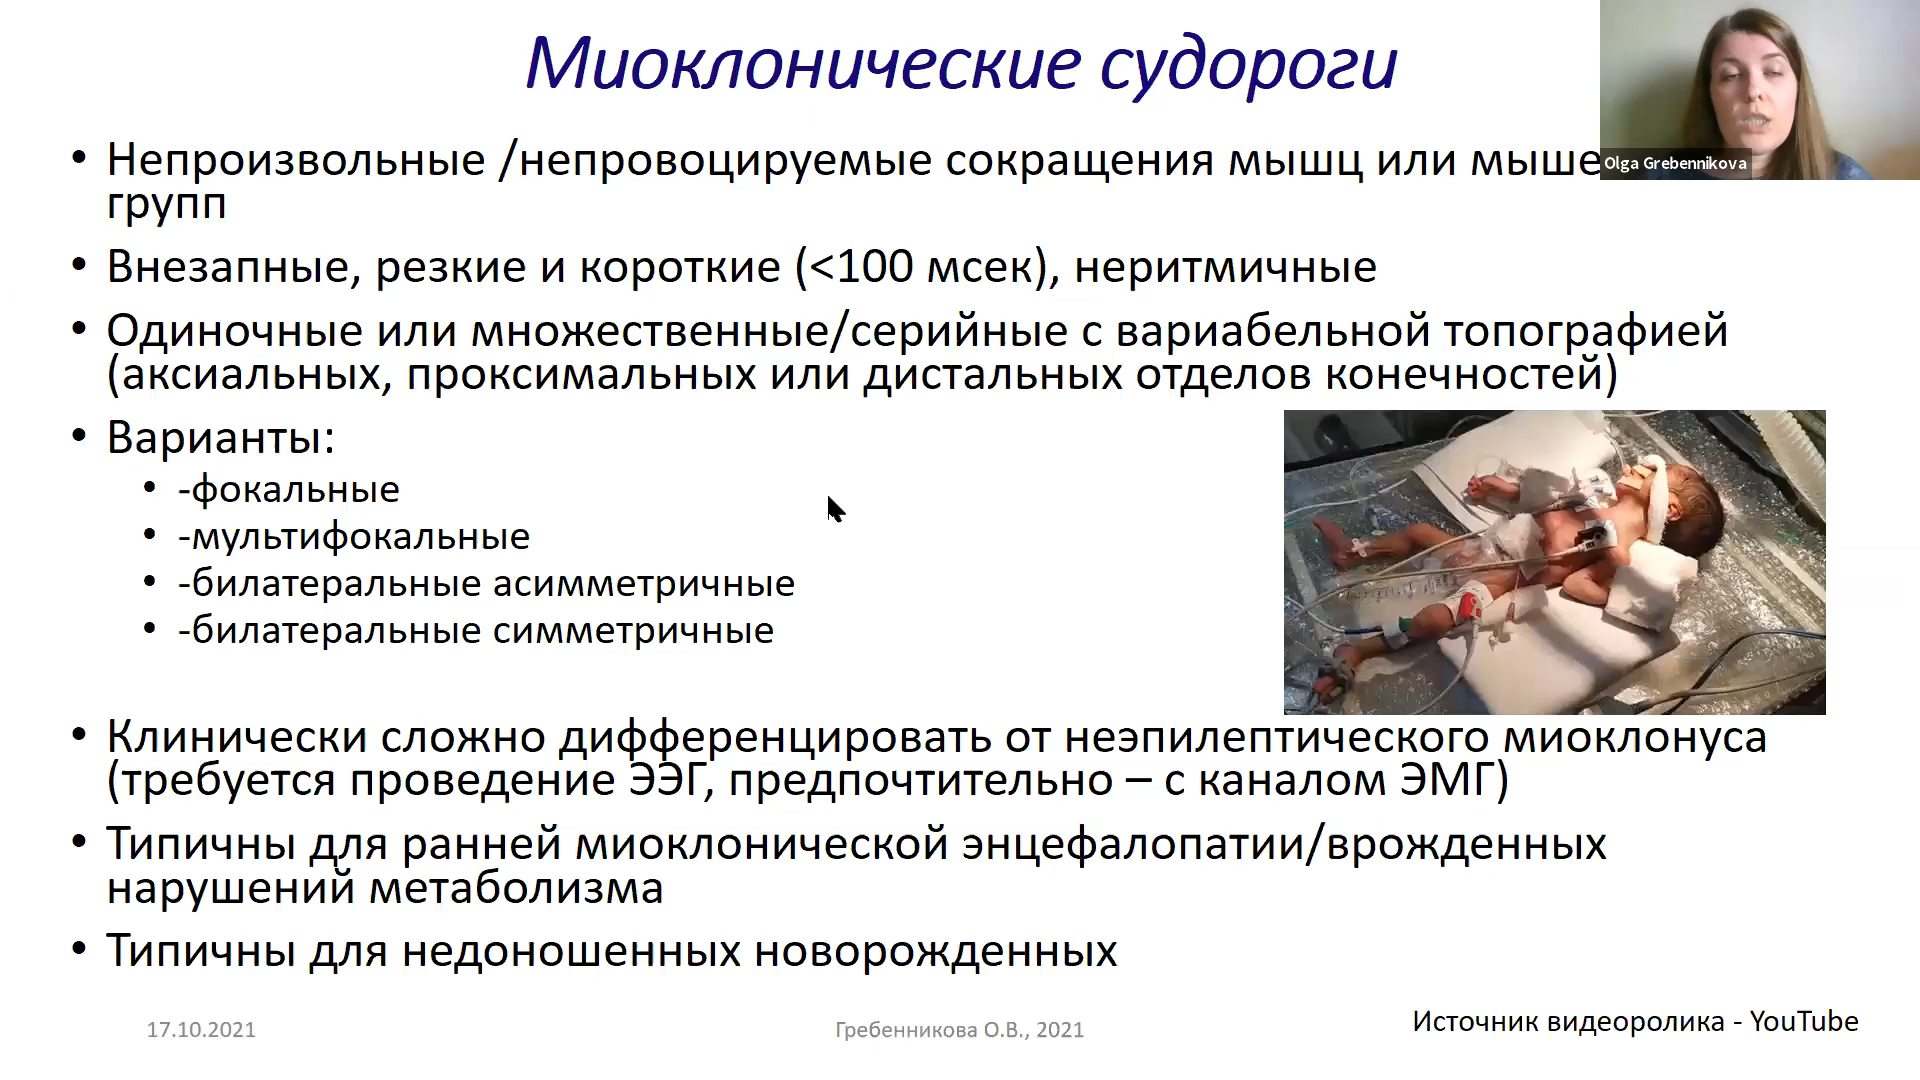 Миоклонические судороги
Olga Grebennikova
• Непроизвольные /непровоцируемые сокращения мышц или
групп
• Внезапные, резкие и короткие (<100 мсек), неритмичные
• Одиночные или множественные/серийные с вариабельной топографией
(аксиальных, проксимальных или дистальных отделов конечностей)
• Варианты:
• -фокальные
• -мультифокальные
• -билатеральные асимметричные
• -билатеральные симметричные
• Клинически сложно дифференцировать от неэпилептического миоклонуса
(требуется проведение ЭЭГ, предпочтительно – с каналом ЭМГ)
• Типичны для ранней миоклонической энцефалопатии/врожденных
нарушений метаболизма
• Типичны для недоношенных новорожденных
17.10.2021
Гребенникова О.В., 2021
Источник видеоролика - YouTube